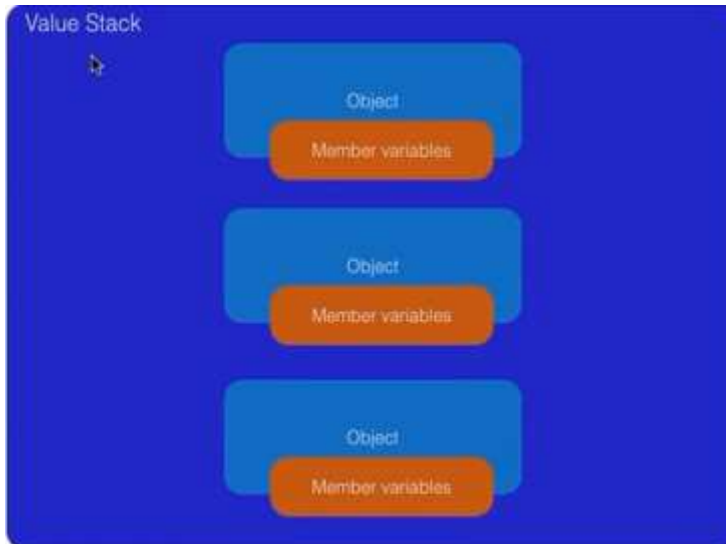 Value Stack
Object
Member variables
Object
Member variables
Object
Member variables